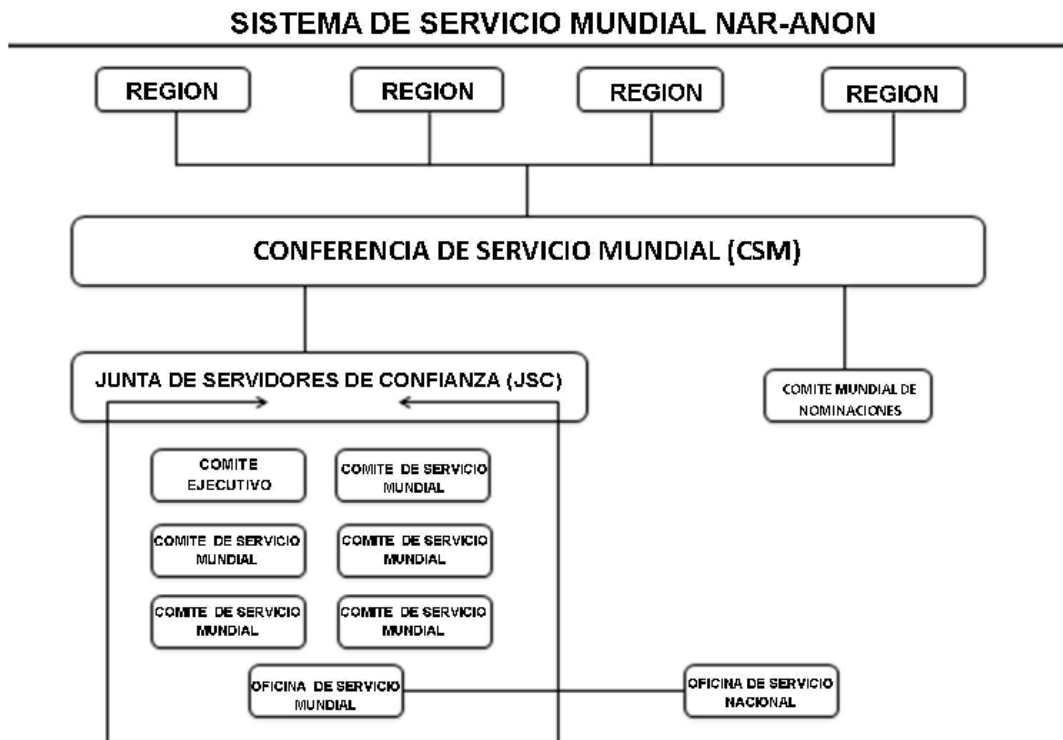 SISTEMA DE SERVICIO MUNDIAL NAR-ANON
REGION
REGION
REGION
REGION
CONFERENCIA DE SERVICIO MUNDIAL (CSM)
JUNTA DE SERVIDORES DE CONFIANZA (JSC)
COMITE MUNDIAL DE
NOMINACIONES
COMITE
EJECUTIVO
COMITE DE SERVICIO
MUNDIAL
COMITE DE SERVICIO
MUNDIAL
COMITE DE SERVICIO
MUNDIAL
COMITE DE SERVICIO
MUNDIAL
COMITE DE SERVICIO
MUNDIAL
OFICINA DE SERVICIO
MUNDIAL
OFICINA DE SERVICIO
NACIONAL